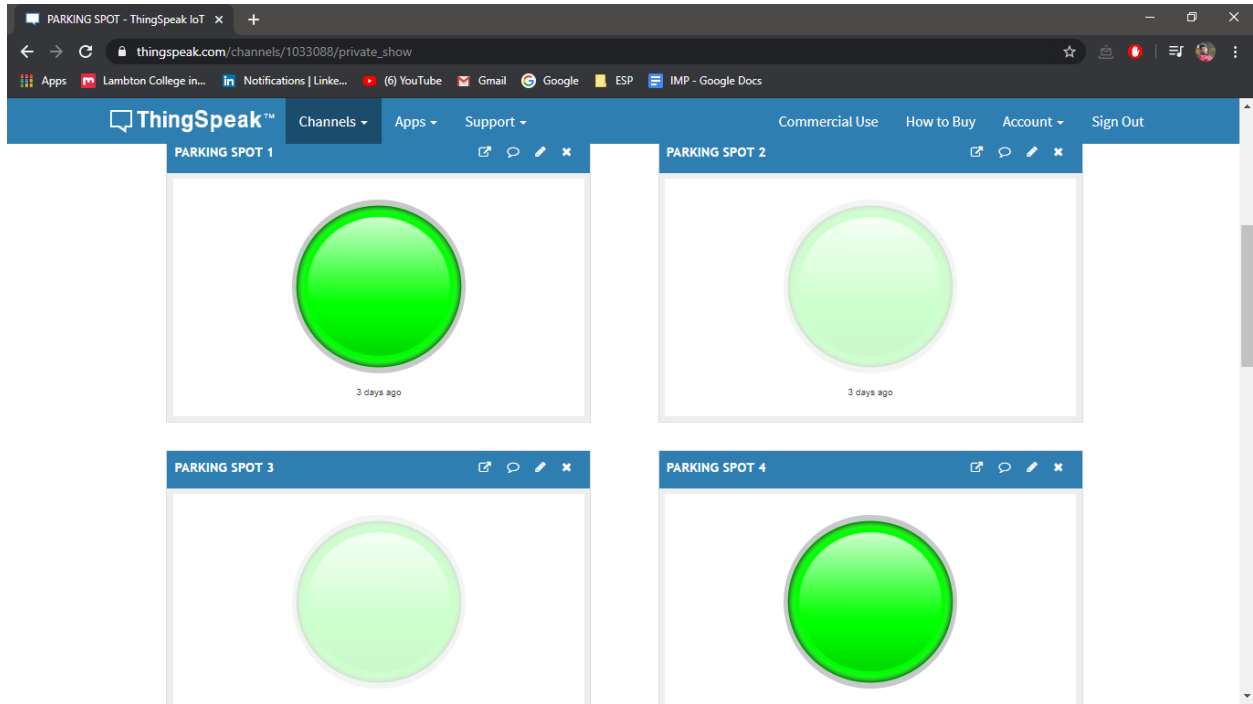 PARKING SPOT - ThingSpeak IoT
thingspeak.com/channels/1033088/private_show
Apps Lambton College in... Notifications | Linke... (6) YouTube Gmail Google ESP IMP - Google Docs
ThingSpeak™ Channels Apps Support Commercial Use How to Buy Account Sign Out
PARKING SPOT 1 PARKING SPOT 2
3 days ago 3 days ago
PARKING SPOT 3 PARKING SPOT 4